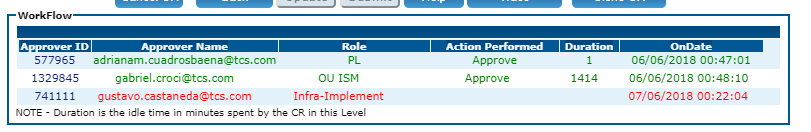 Help
WorkFlow
Approver ID Approver Name Role Action Performed Duration OnDate
577965 adrianam.cuadrosbaena@tcs.com PL Approve 1 06/06/2018 00:47:01
1329845 gabriel.croci@tcs.com OU ISM Approve 1414 06/06/2018 00:48:10
741111 gustavo.castaneda@tcs.com Infra-Implement 07/06/2018 00:22:04
NOTE - Duration is the idle time in minutes spent by the CR in this Level